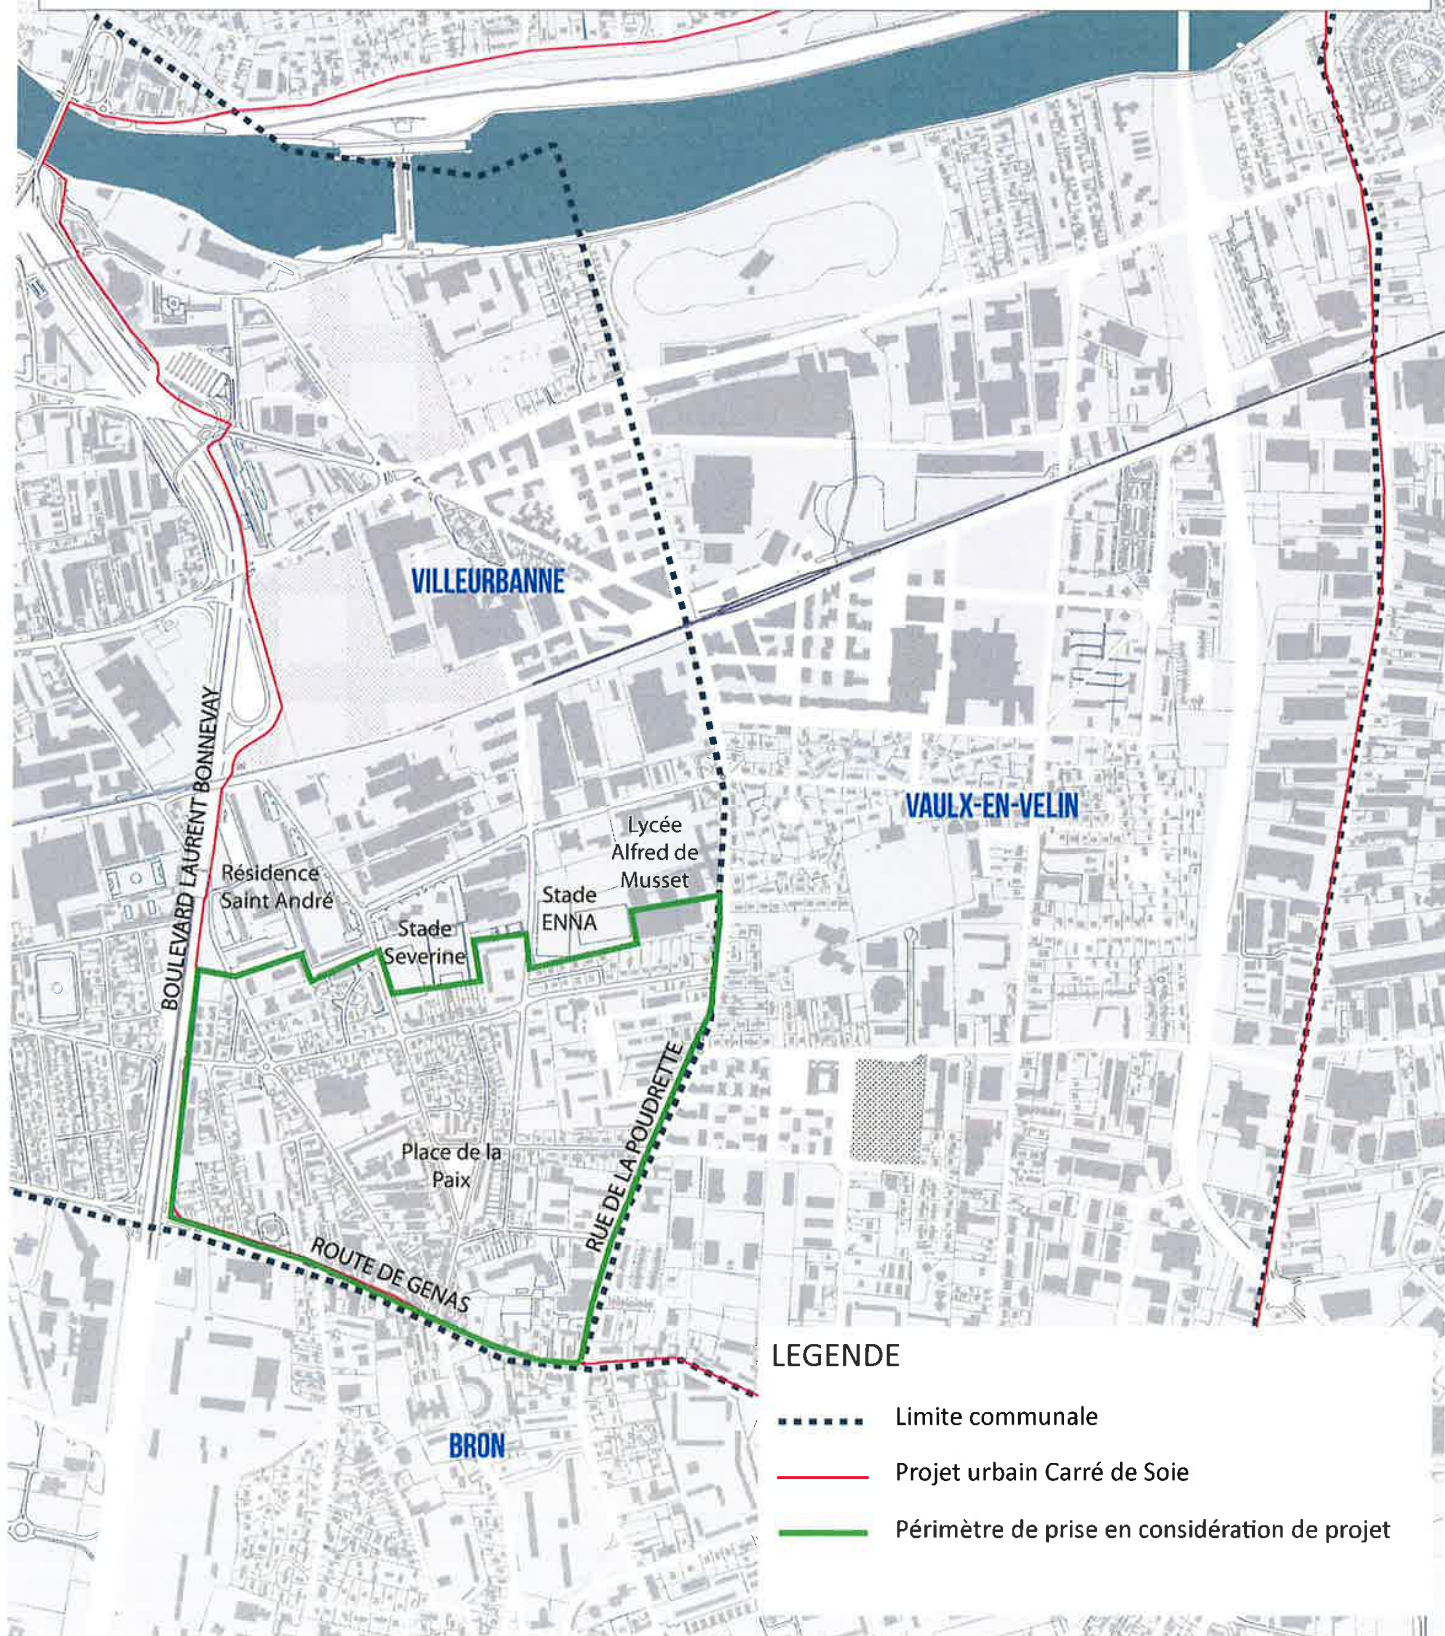 VILLEURBANNE
BOULEVARD LAURENT BONNEVAY
VAULX-EN-VELIN
Lycée
Alfred de
Musset
Résidence
Saint André
Stade
ENNA
Stade
Severine
RUE DE LA POUDRETTE
Place de la
Paix
ROUTE DE GENAS
BRON
LEGENDE
Limite communale
Projet urbain Carré de Soie
Périmètre de prise en considération de projet